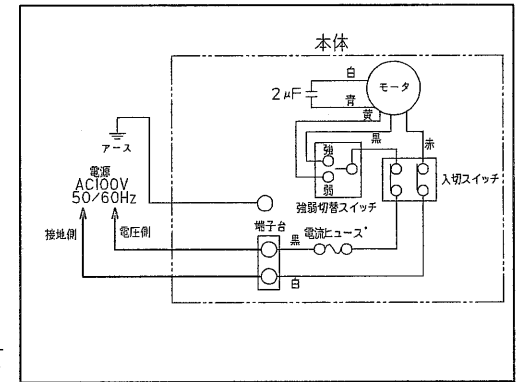 本体
白
モータ
2μF
青
黄
黒
赤
強
アース
電源
AC100V
50/60Hz
弱
入切スイッチ
強弱切替スイッチ
接地側
電圧側
端子台
黒
電流ヒューズ
白